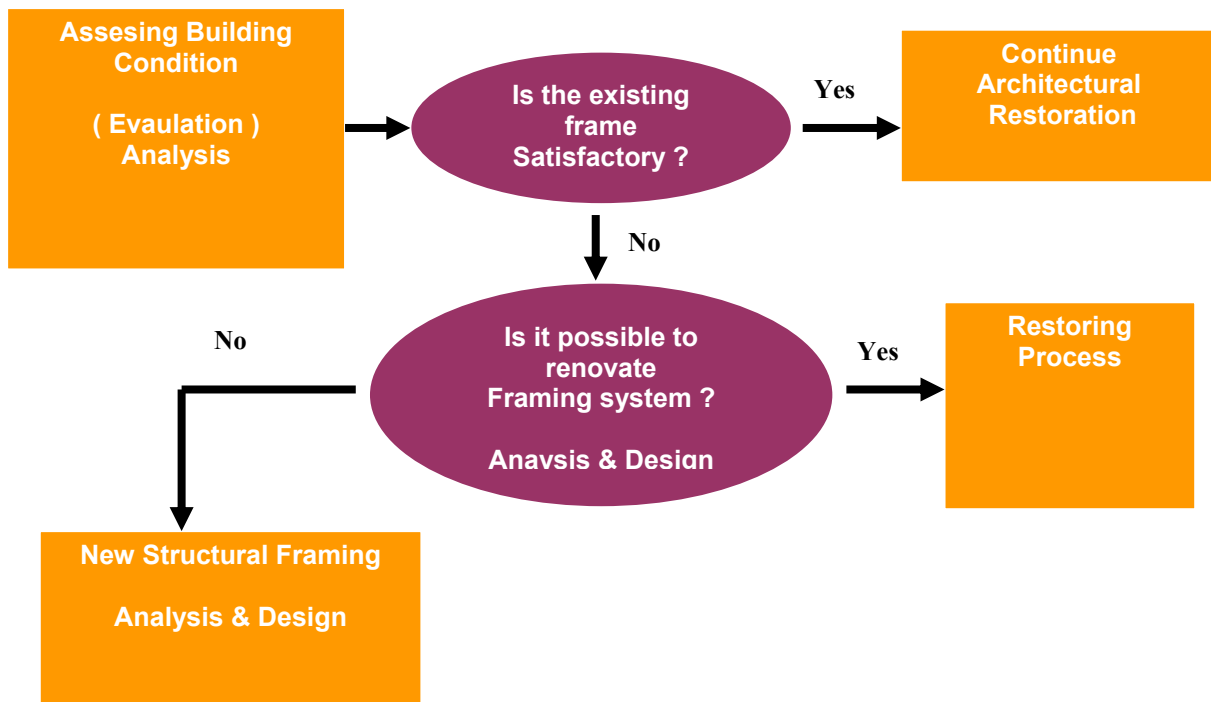 Assesing Building
Condition
( Evaulation )
Analysis
Is the existing
frame
Satisfactory ?
Yes
Continue
Architectural
Restoration
No
Is it possible to
renovate
Framing system ?
Anavsis & Design
No
Yes
Restoring
Process
New Structural Framing
Analysis & Design